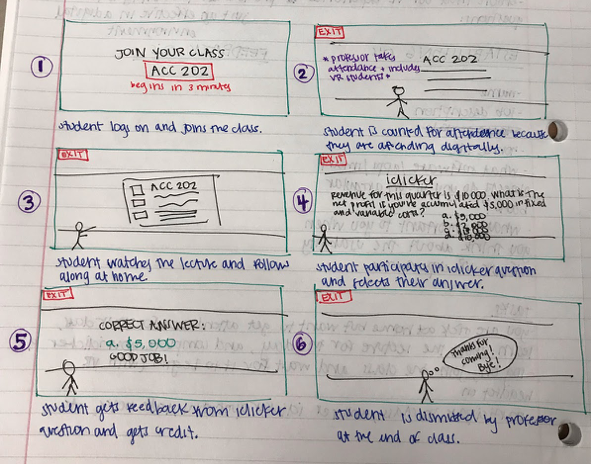 1
JOIN YOUR CLASS
ACC 202
begins in 3 minutes
student logs on and joins the class.
2
EXIT
*professor takes
attendance + includes
VR students*
ACC 202
student is counted for attendance because
they are attending digitally.
3
EXIT
ACC 202
student watches the lecture and follows
along at home.
4
EXIT
iclicker
Revenue for this quarter is $10,000 what is the
net profit if you've accumulated $5,000 in fixed
and variable costs?
a. $5,000
b.
c.
d. $10,000
student participates in iclicker question
and selects their answer.
5
EXIT
CORRECT ANSWER:
a. $5,000
GOOD JOB!
student gets feedback from iclicker
question and gets credit.
6
EXIT
Thanks for
coming!
Bye!
student is dismissed by professor
at the end of class.